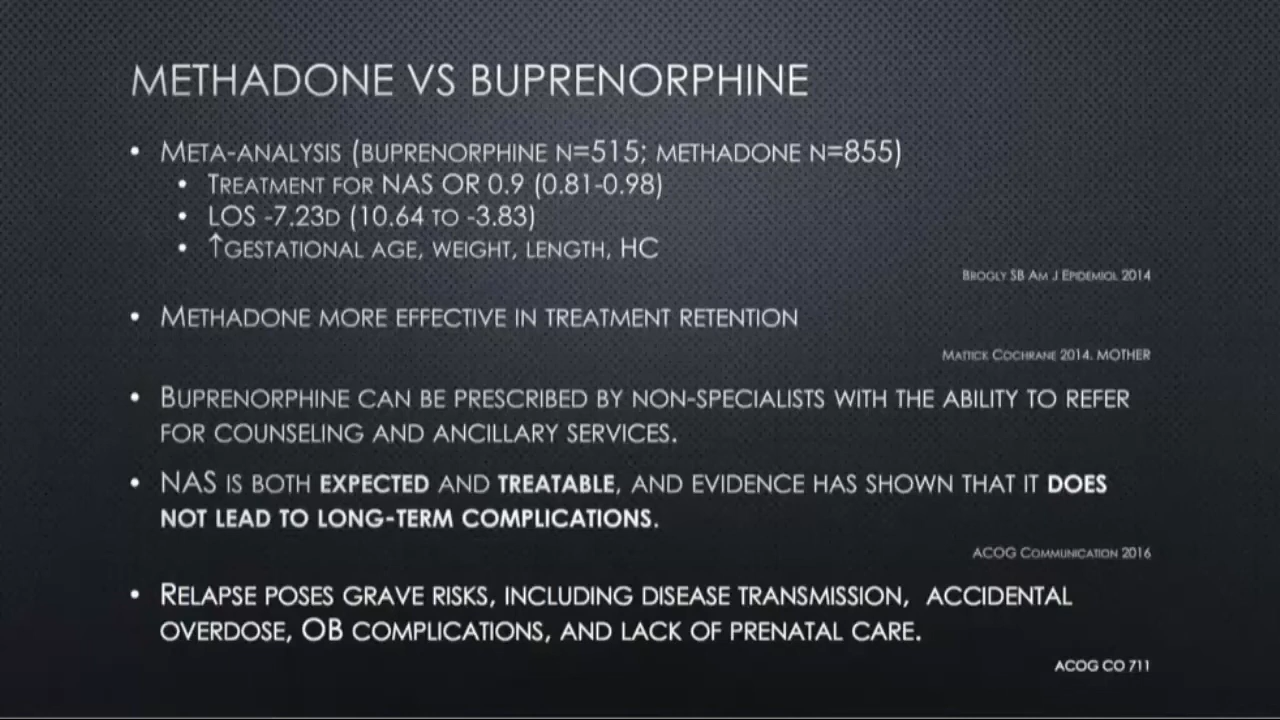 METHADONE VS BUPRENORPHINE
• META-ANALYSIS (BUPRENORPHINE N=515; METHADONE N=855)
• TREATMENT FOR NAS OR 0.9 (0.81-0.98)
• LOS -7.23D (10.64 TO -3.83)
• ↑GESTATIONAL AGE, WEIGHT, LENGTH, HC
BROGLY SB AM J EPIDEMIOL 2014
• METHADONE MORE EFFECTIVE IN TREATMENT RETENTION
MATTICK COCHRANE 2014. MOTHER
• BUPRENORPHINE CAN BE PRESCRIBED BY NON-SPECIALISTS WITH THE ABILITY TO REFER
FOR COUNSELING AND ANCILLARY SERVICES.
• NAS IS BOTH EXPECTED AND TREATABLE, AND EVIDENCE HAS SHOWN THAT IT DOES
NOT LEAD TO LONG-TERM COMPLICATIONS.
ACOG COMMUNICATION 2016
• RELAPSE POSES GRAVE RISKS, INCLUDING DISEASE TRANSMISSION, ACCIDENTAL
OVERDOSE, OB COMPLICATIONS, AND LACK OF PRENATAL CARE.
ACOG CO 711